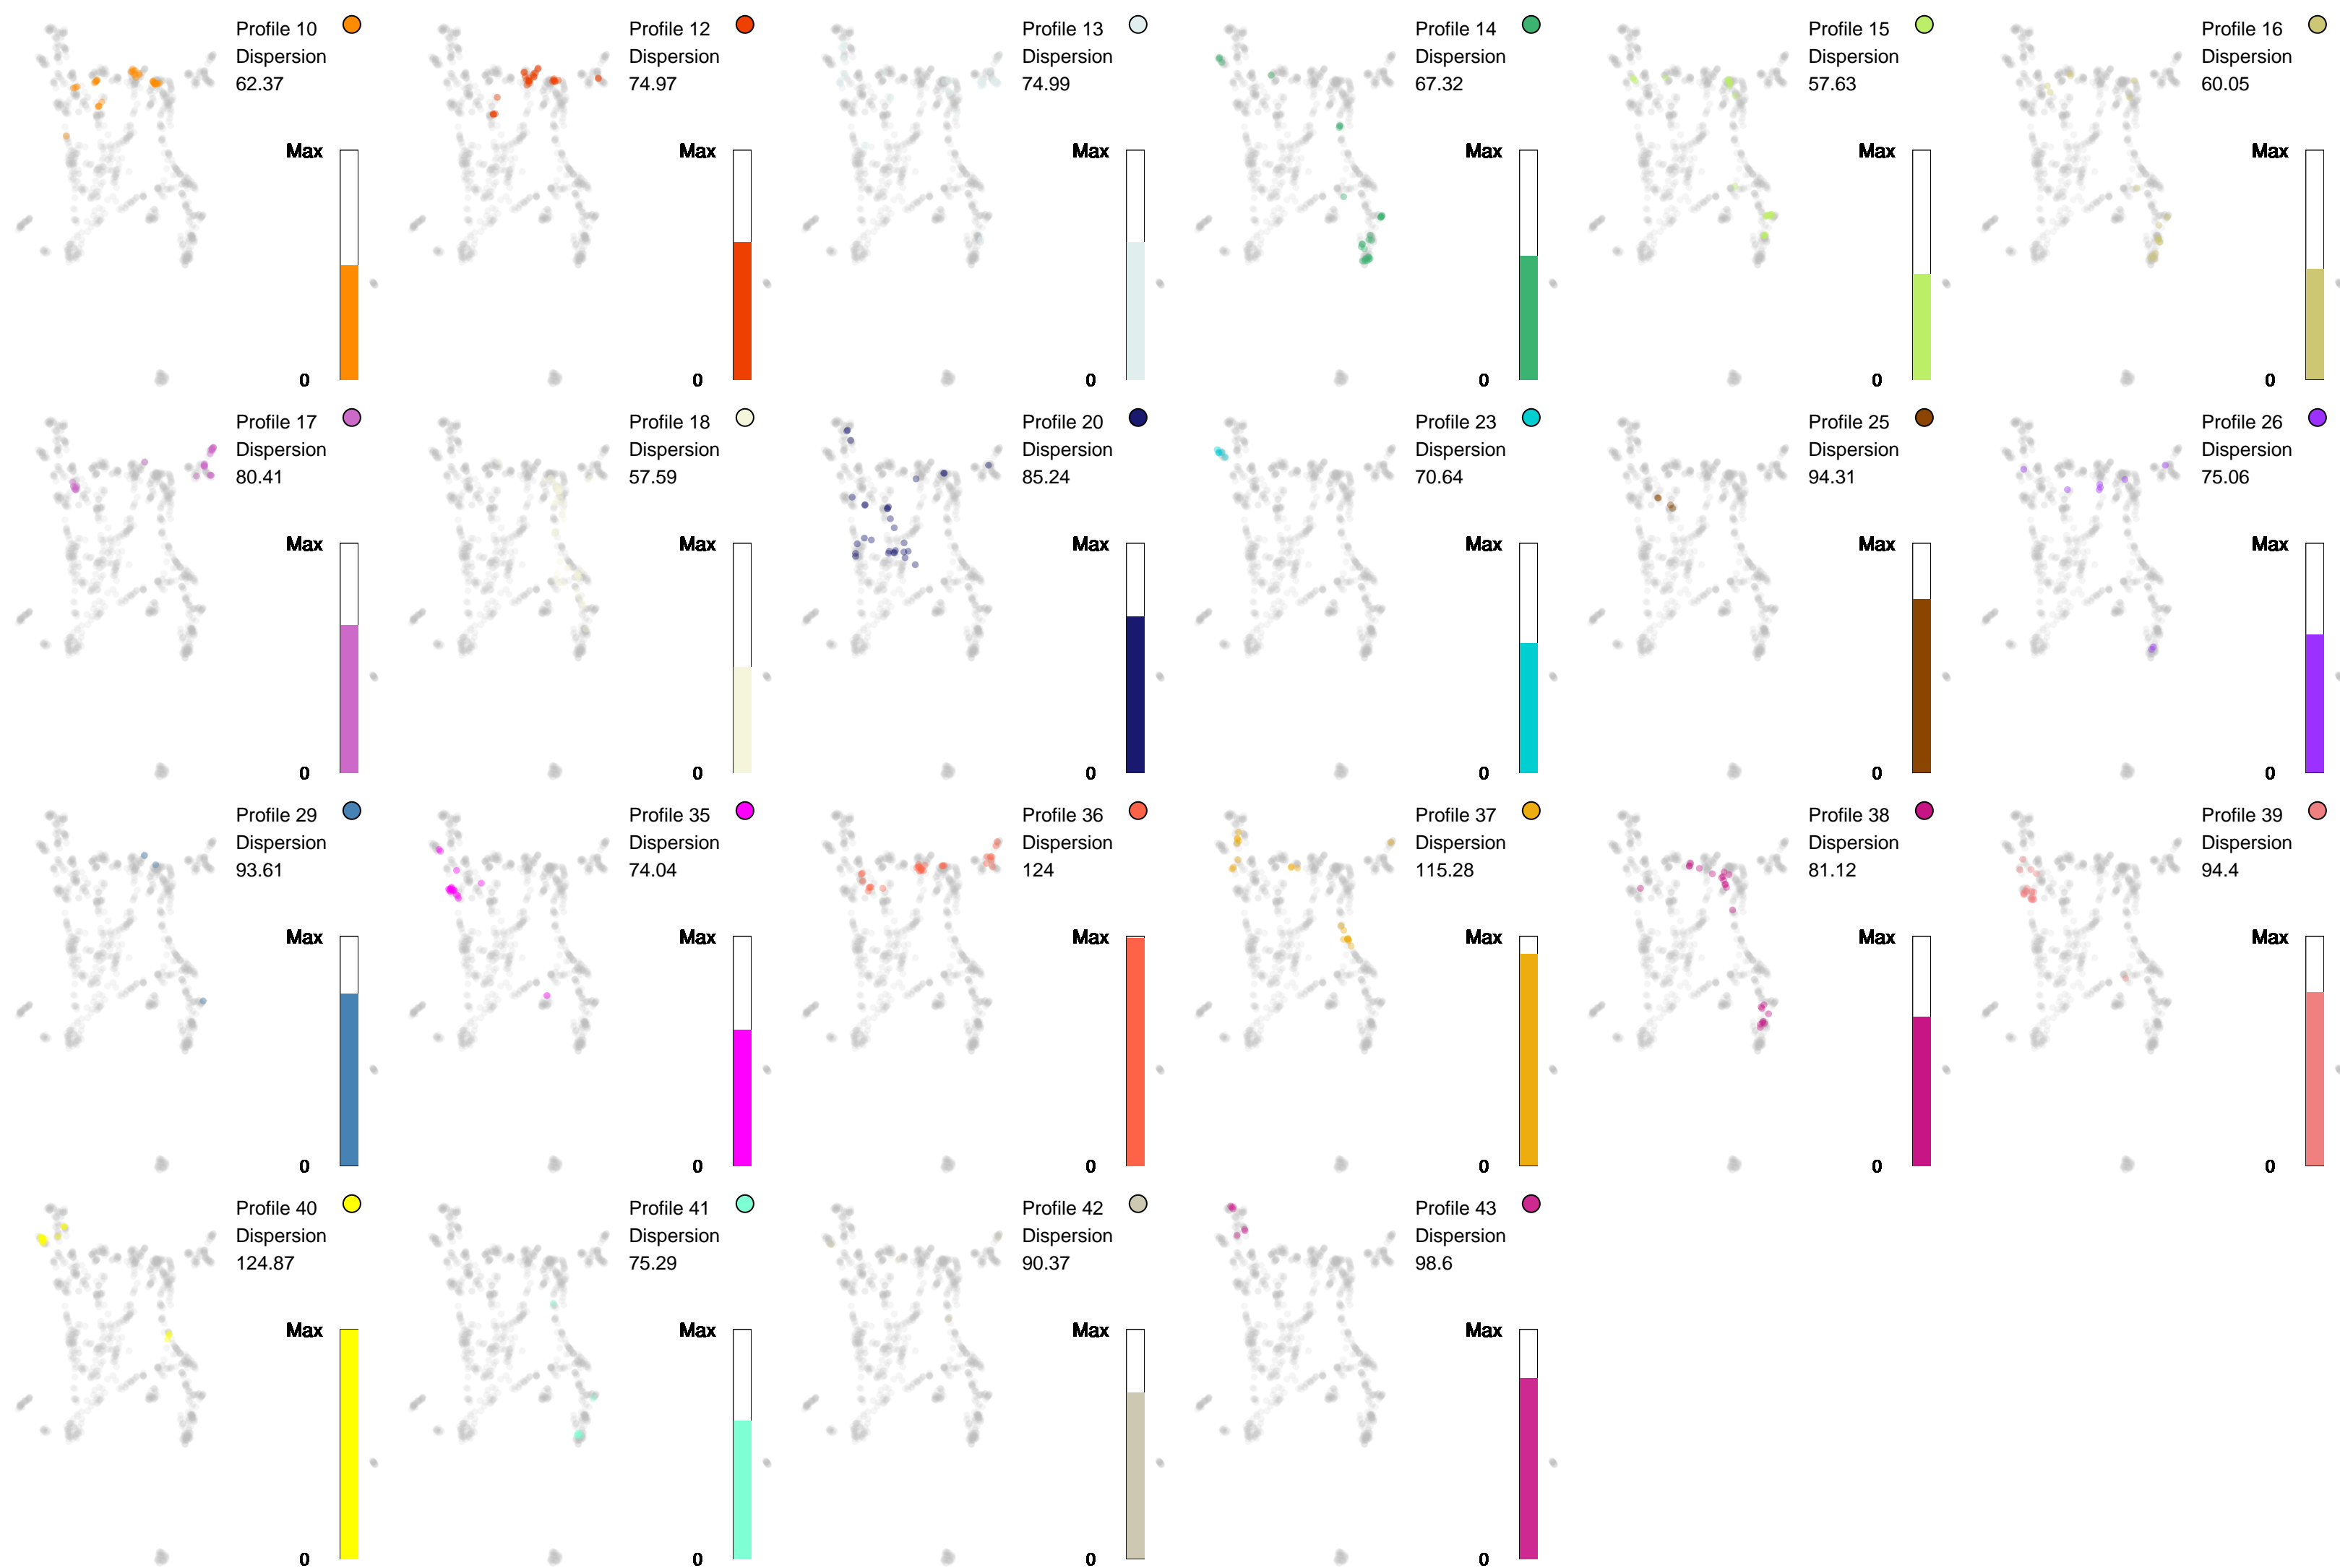 Profile 10
Dispersion
62.37
Max
0
Profile 12
Dispersion
74.97
Max
0
Profile 13
Dispersion
74.99
Max
0
Profile 14
Dispersion
67.32
Max
0
Profile 15
Dispersion
57.63
Max
0
Profile 16
Dispersion
60.05
Max
0
Profile 17
Dispersion
80.41
Max
0
Profile 18
Dispersion
57.59
Max
0
Profile 20
Dispersion
85.24
Max
0
Profile 23
Dispersion
70.64
Max
0
Profile 25
Dispersion
94.31
Max
0
Profile 26
Dispersion
75.06
Max
0
Profile 29
Dispersion
93.61
Max
0
Profile 35
Dispersion
74.04
Max
0
Profile 36
Dispersion
124
Max
0
Profile 37
Dispersion
115.28
Max
0
Profile 38
Dispersion
81.12
Max
0
Profile 39
Dispersion
94.4
Max
0
Profile 40
Dispersion
124.87
Max
0
Profile 41
Dispersion
75.29
Max
0
Profile 42
Dispersion
90.37
Max
0
Profile 43
Dispersion
98.6
Max
0